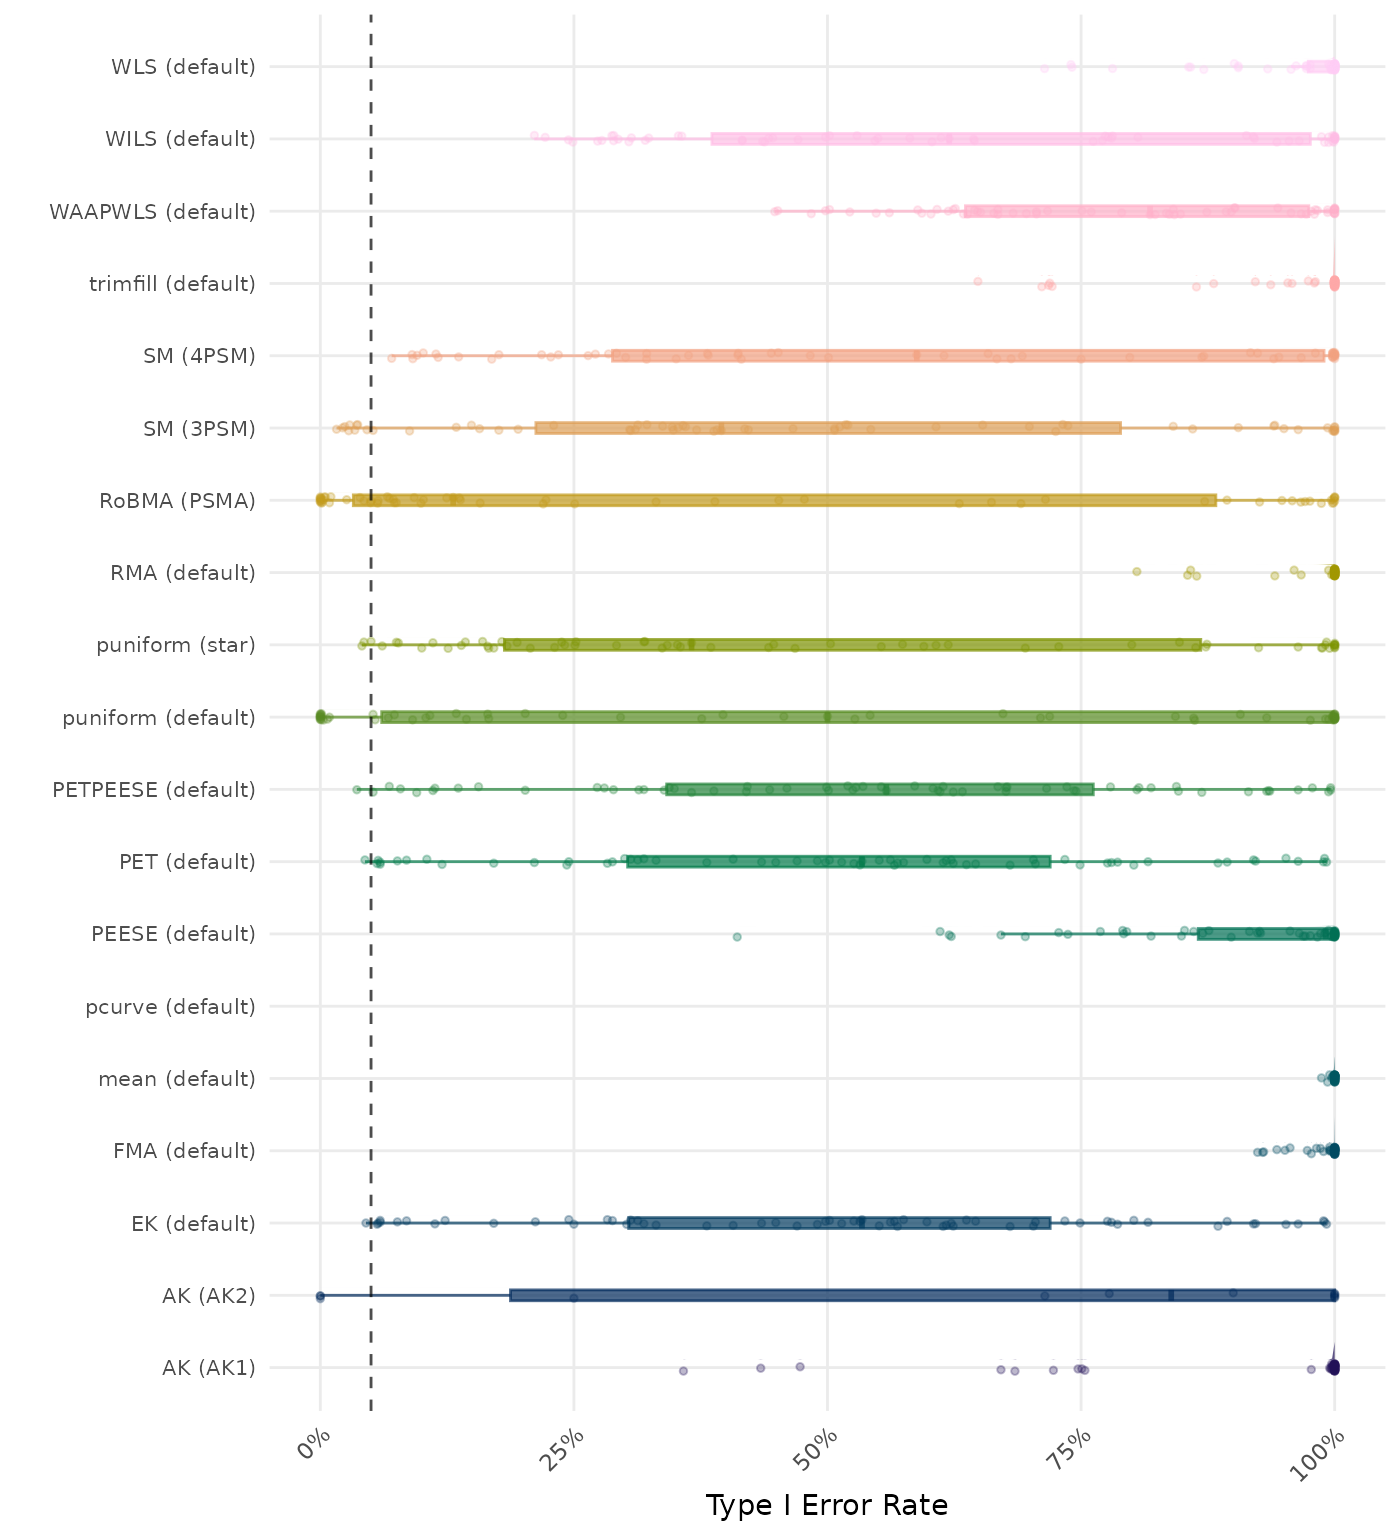 WLS (default)
WILS (default)
WAAPWLS (default)
trimfill (default)
SM (4PSM)
SM (3PSM)
RoBMA (PSMA)
RMA (default)
puniform (star)
puniform (default)
PETPEESE (default)
PET (default)
PEESE (default)
pcurve (default)
mean (default)
FMA (default)
EK (default)
AK (AK2)
AK (AK1)
0%
25%
50%
75%
100%
Type I Error Rate